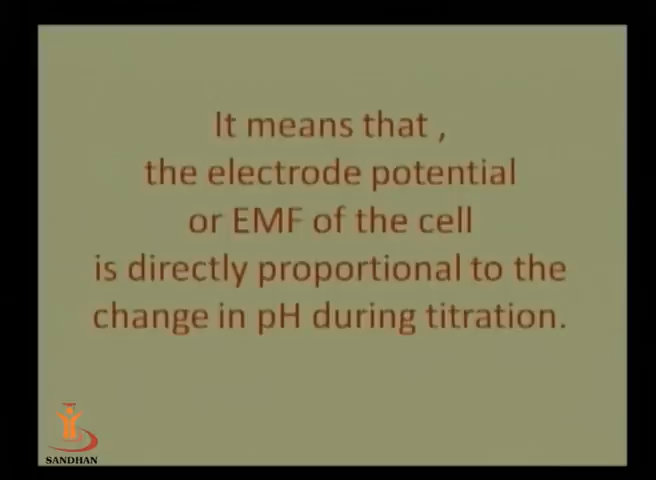 It means that ,
the electrode potential
or EMF of the cell
is directly proportional to the
change in pH during titration.
SANDHAN